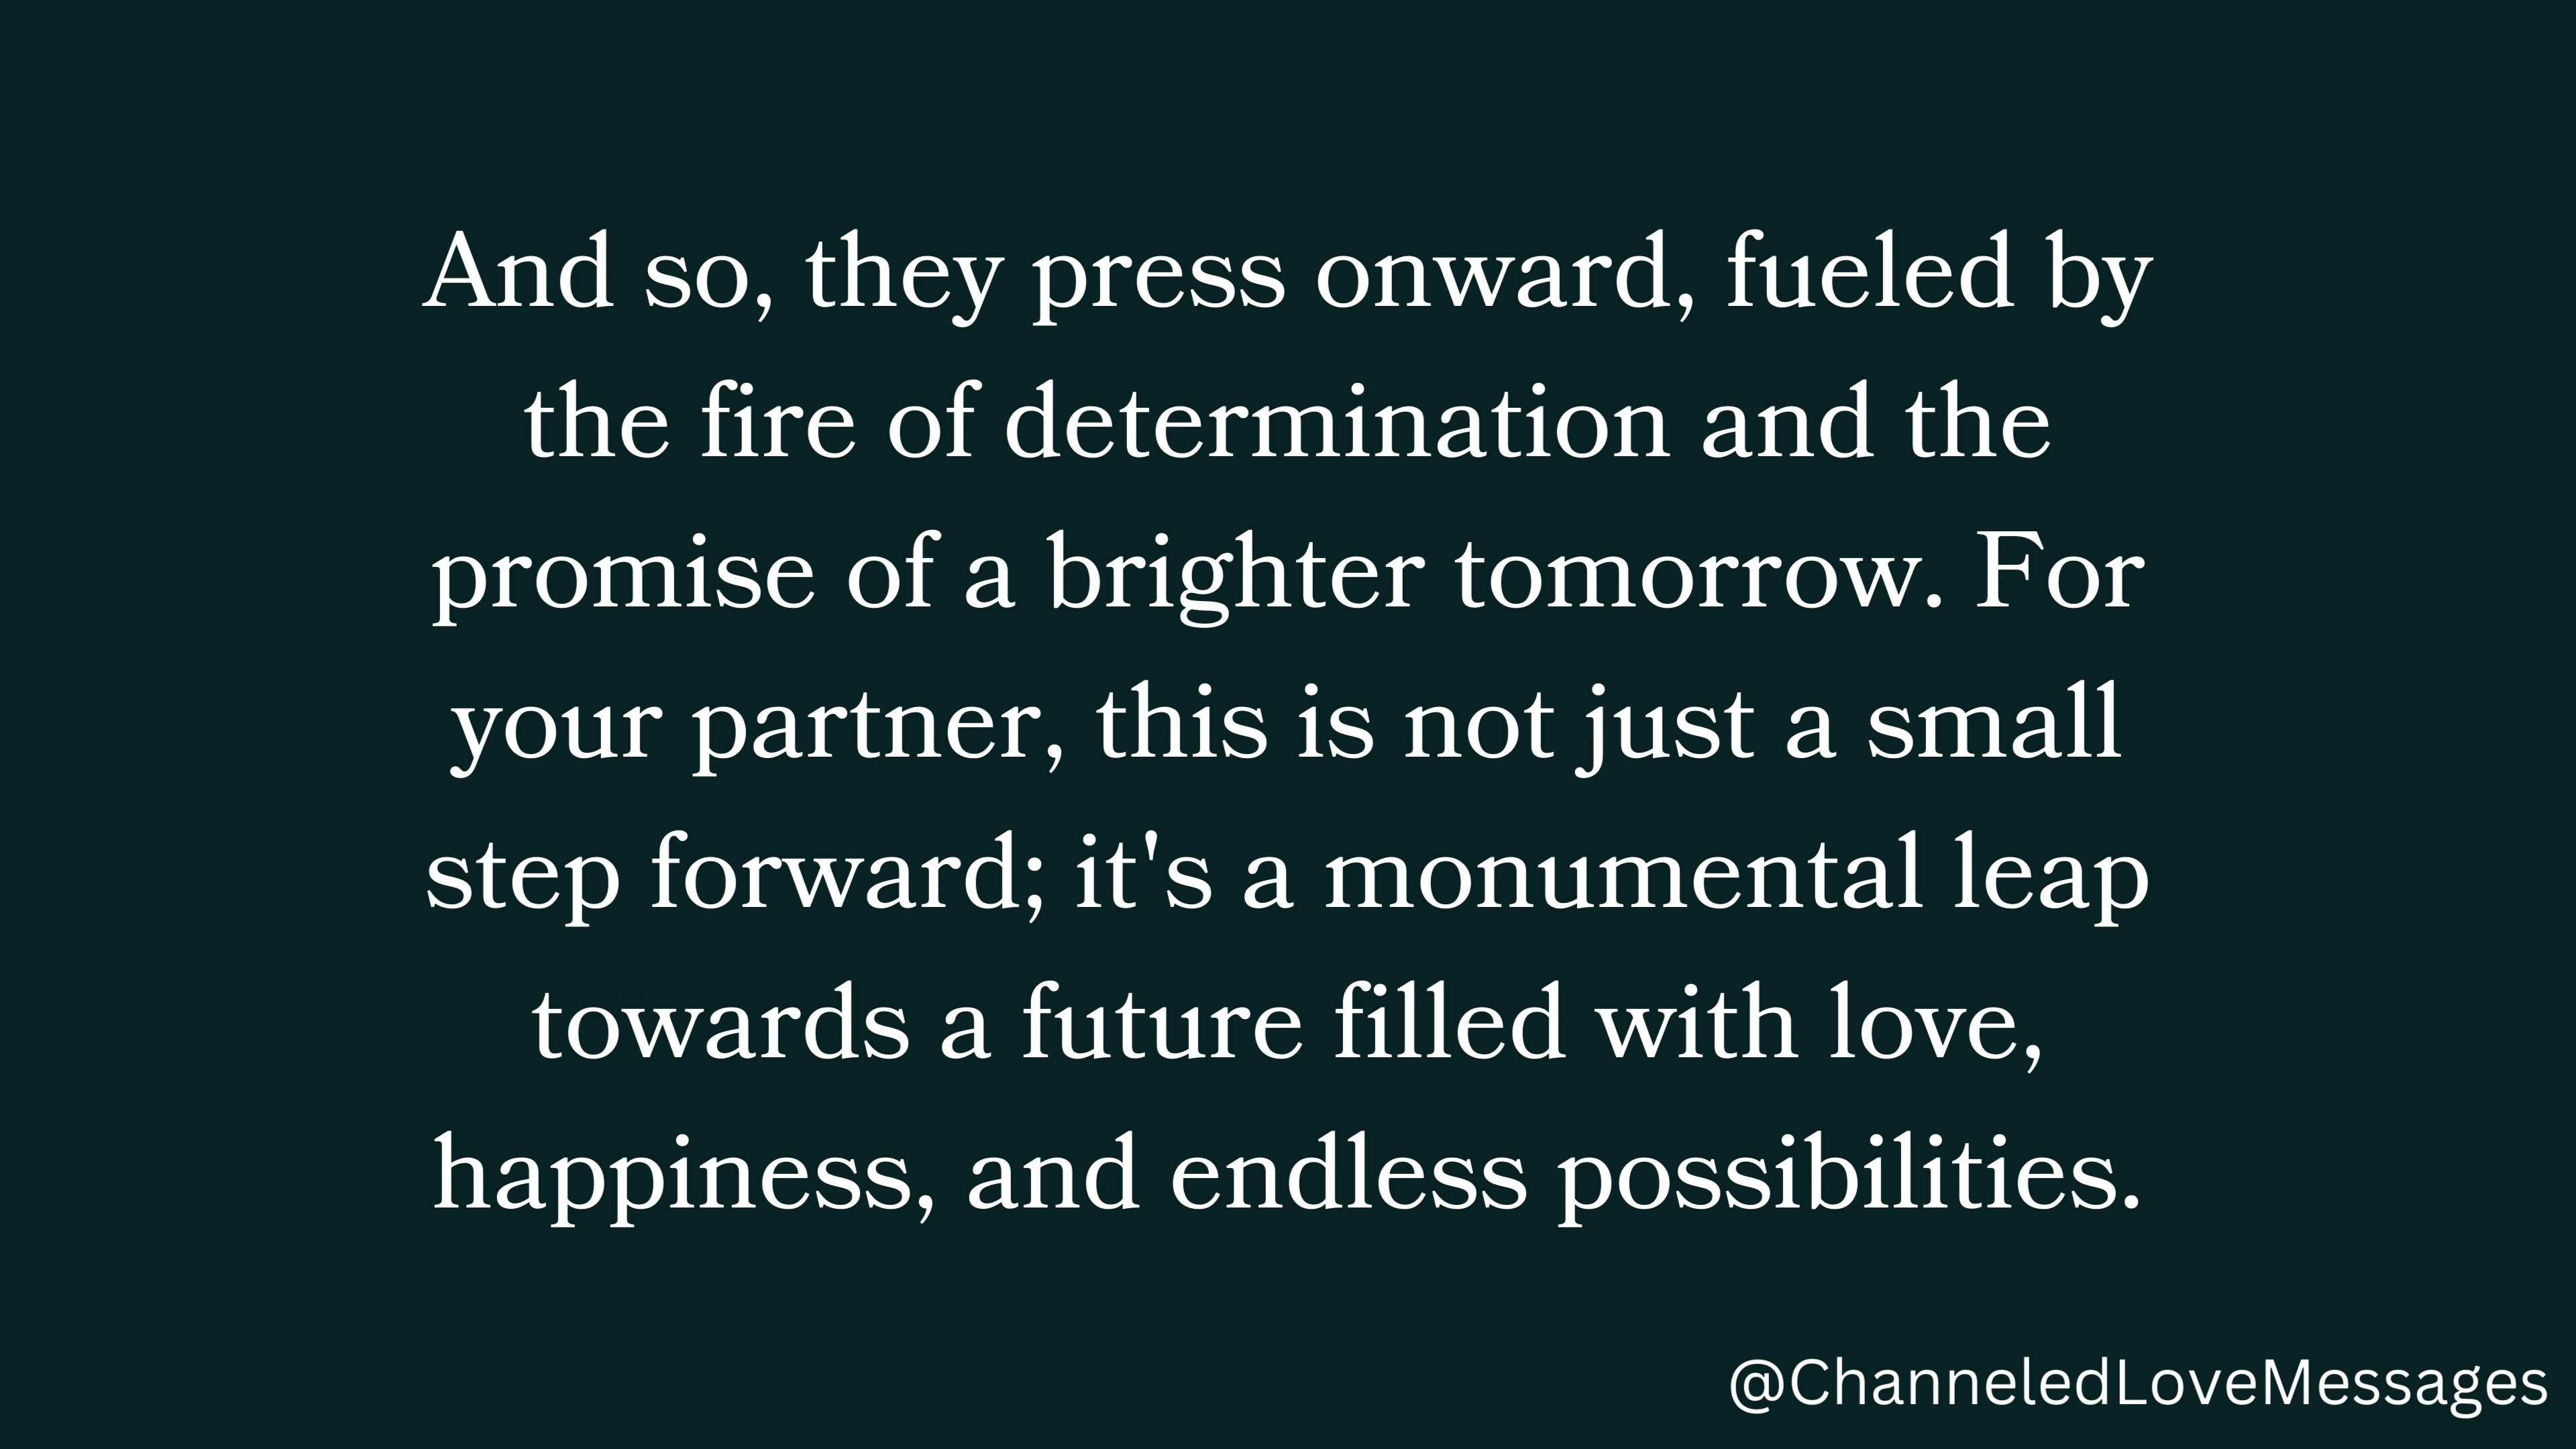 And so, they press onward, fueled by
the fire of determination and the
promise of a brighter tomorrow. For
your partner, this is not just a small
step forward; it's a monumental leap
towards a future filled with love,
happiness, and endless possibilities.
@ChanneledLoveMessages